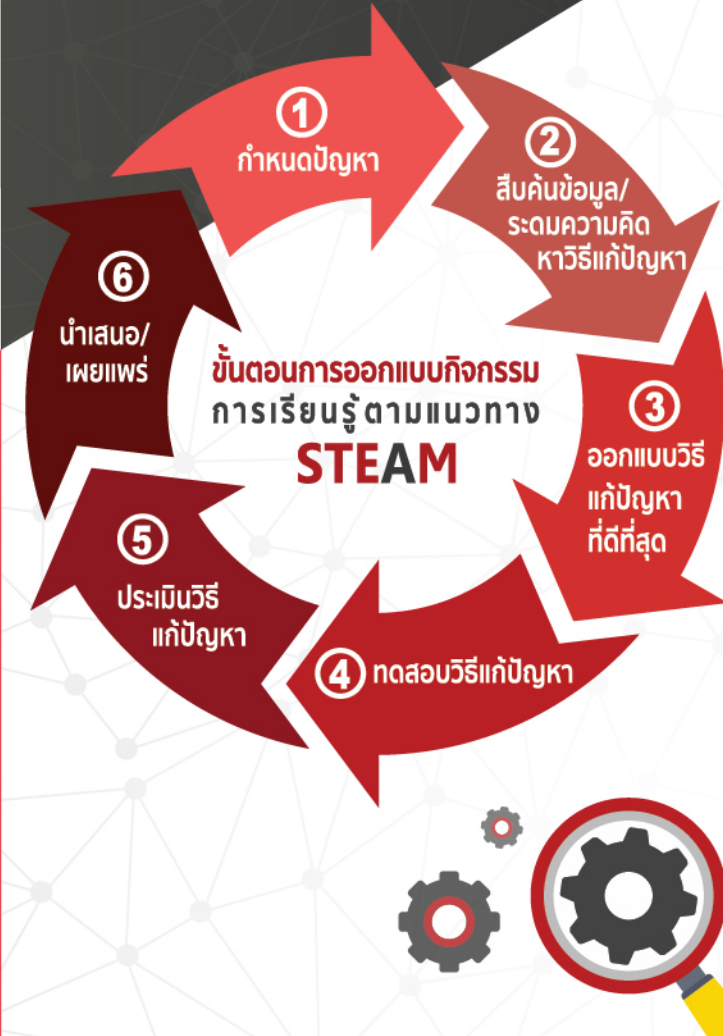 ①
กำหนดปัญหา
②
สืบค้นข้อมูล/
ระดมความคิด
หาวิธีแก้ปัญหา
③
ออกแบบวิธี
แก้ปัญหา
ที่ดีที่สุด
④ ทดสอบวิธีแก้ปัญหา
⑤
ประเมินวิธี
แก้ปัญหา
⑥
นำเสนอ/
เผยแพร่
ขั้นตอนการออกแบบกิจกรรม
การเรียนรู้ตามแนวทาง
STEAM